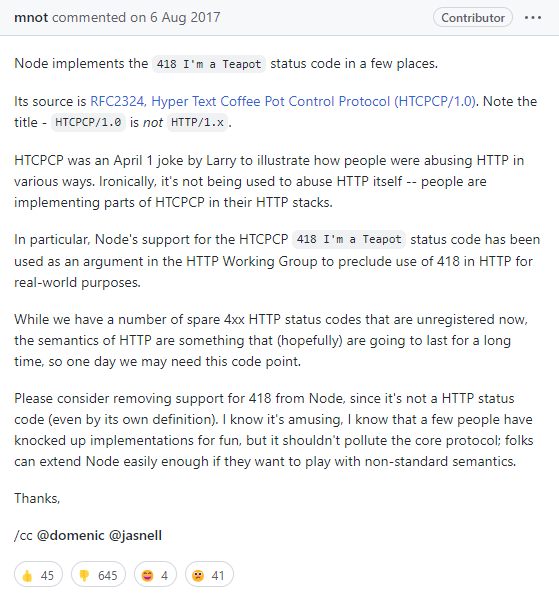 mnot commented on 6 Aug 2017 Contributor ...
Node implements the 418 I'm a Teapot status code in a few places.
Its source is RFC2324, Hyper Text Coffee Pot Control Protocol (HTCPCP/1.0). Note the
title - HTCPCP/1.0 is not HTTP/1.x.
HTCPCP was an April 1 joke by Larry to illustrate how people were abusing HTTP in
various ways. Ironically, it's not being used to abuse HTTP itself -- people are
implementing parts of HTCPCP in their HTTP stacks.
In particular, Node's support for the HTCPCP 418 I'm a Teapot status code has been
used as an argument in the HTTP Working Group to preclude use of 418 in HTTP for
real-world purposes.
While we have a number of spare 4xx HTTP status codes that are unregistered now,
the semantics of HTTP are something that (hopefully) are going to last for a long
time, so one day we may need this code point.
Please consider removing support for 418 from Node, since it's not a HTTP status
code (even by its own definition). I know it's amusing, I know that a few people have
knocked up implementations for fun, but it shouldn't pollute the core protocol; folks
can extend Node easily enough if they want to play with non-standard semantics.
Thanks,
/cc @domenic @jasnell
👍 45 👎 645 😄 4 😕 41